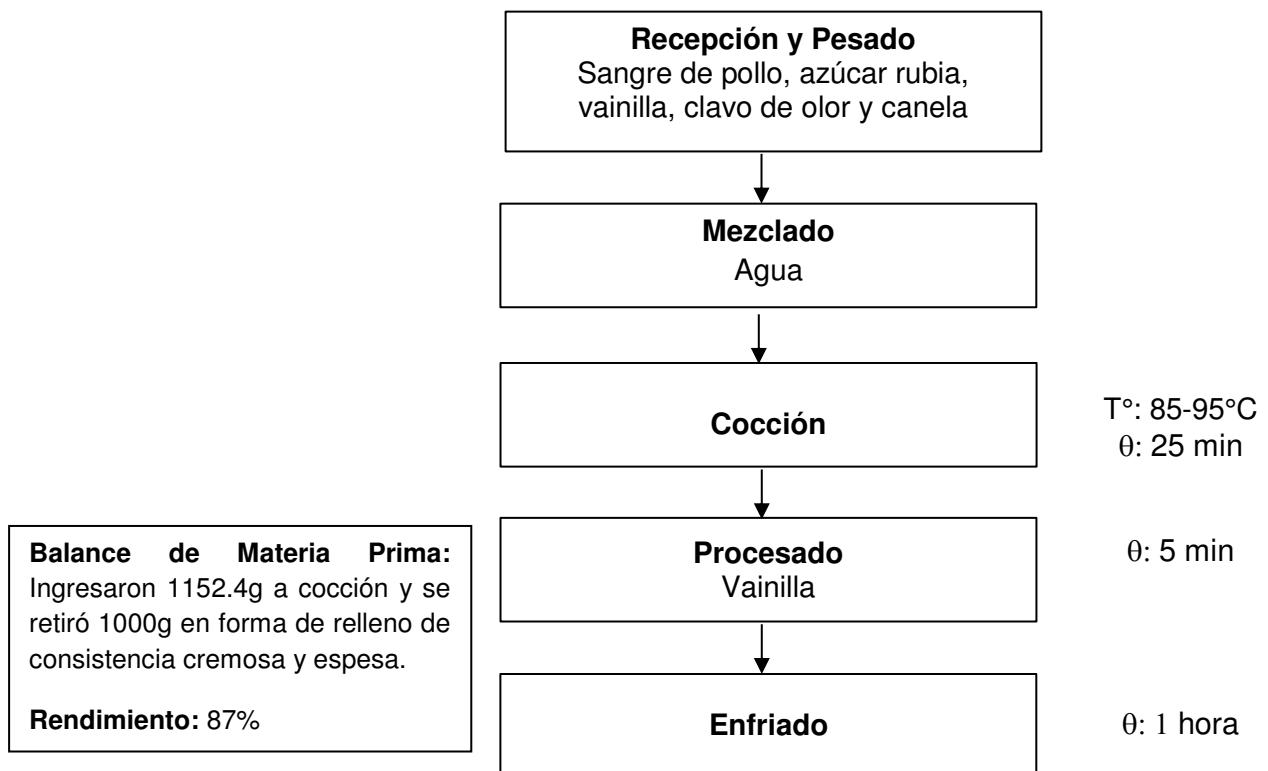 Recepción y Pesado
Sangre de pollo, azúcar rubia,
vainilla, clavo de olor y canela
Mezclado
Agua
Cocción
T°: 85-95°C
θ: 25 min
Procesado
Vainilla
θ: 5 min
Balance de Materia Prima:
Ingresaron 1152.4g a cocción y se
retiró 1000g en forma de relleno de
consistencia cremosa y espesa.
Rendimiento: 87%
Enfriado
θ: 1 hora